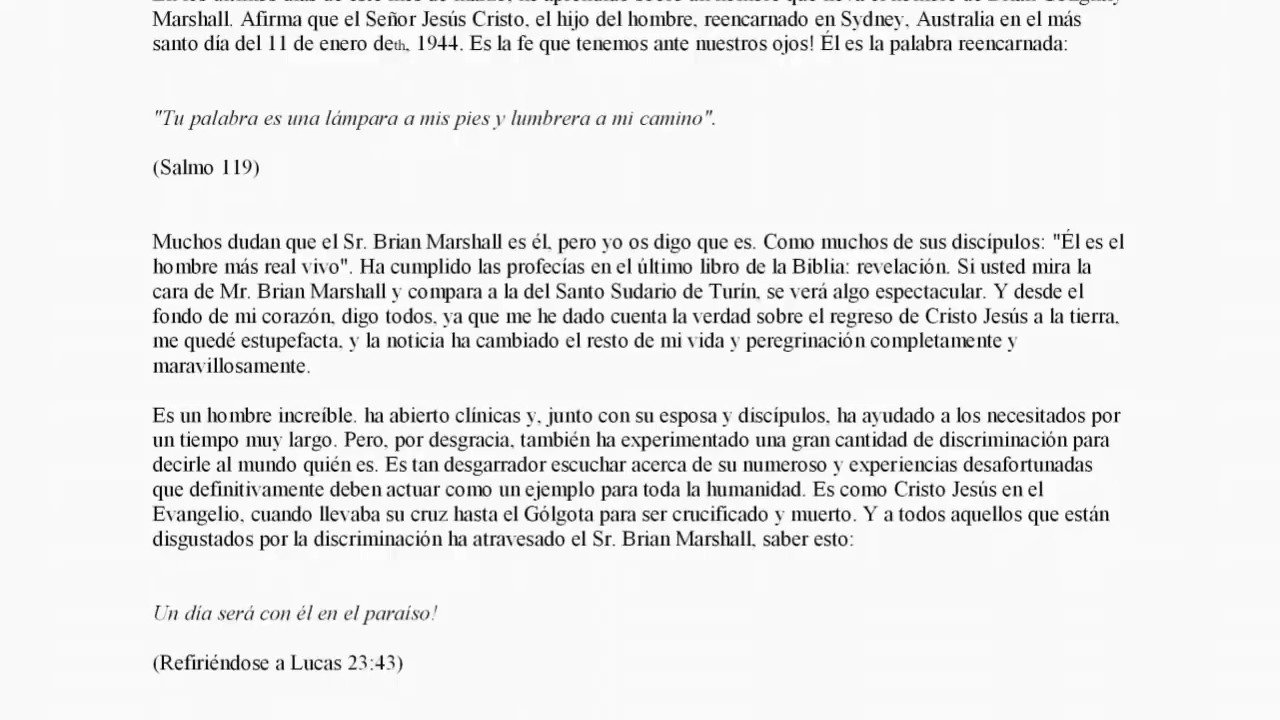 Marshall. Afirma que el Señor Jesús Cristo, el hijo del hombre, reencarnado en Sydney, Australia en el más
santo día del 11 de enero deth, 1944. Es la fe que tenemos ante nuestros ojos! Él es la palabra reencarnada:
"Tu palabra es una lámpara a mis pies y lumbrera a mi camino".
(Salmo 119)
Muchos dudan que el Sr. Brian Marshall es él, pero yo os digo que es. Como muchos de sus discípulos: "Él es el
hombre más real vivo". Ha cumplido las profecías en el último libro de la Biblia: revelación. Si usted mira la
cara de Mr. Brian Marshall y compara a la del Santo Sudario de Turín, se verá algo espectacular. Y desde el
fondo de mi corazón, digo todos, ya que me he dado cuenta la verdad sobre el regreso de Cristo Jesús a la tierra,
me quedé estupefacta, y la noticia ha cambiado el resto de mi vida y peregrinación completamente y
maravillosamente.
Es un hombre increíble. ha abierto clínicas y, junto con su esposa y discípulos, ha ayudado a los necesitados por
un tiempo muy largo. Pero, por desgracia, también ha experimentado una gran cantidad de discriminación para
decirle al mundo quién es. Es tan desgarrador escuchar acerca de su numeroso y experiencias desafortunadas
que definitivamente deben actuar como un ejemplo para toda la humanidad. Es como Cristo Jesús en el
Evangelio, cuando llevaba su cruz hasta el Gólgota para ser crucificado y muerto. Y a todos aquellos que están
disgustados por la discriminación ha atravesado el Sr. Brian Marshall, saber esto:
Un día será con él en el paraíso!
(Refiriéndose a Lucas 23:43)